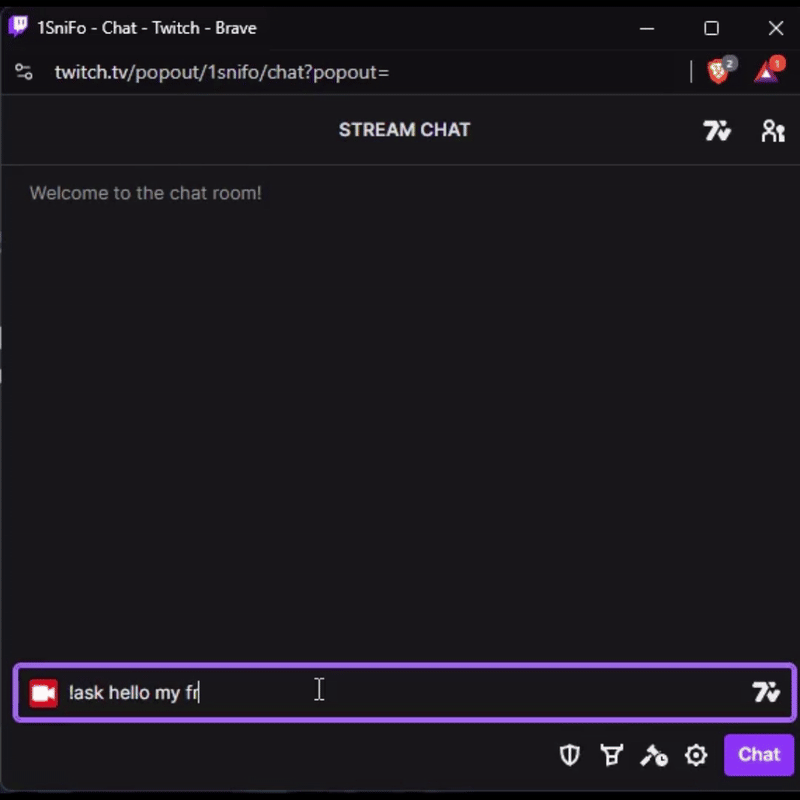 1SniFo - Chat - Twitch - Brave
twitch.tv/popout/1snifo/chat?popout=
2
1
STREAM CHAT
Welcome to the chat room!
!ask hello my fr
Chat